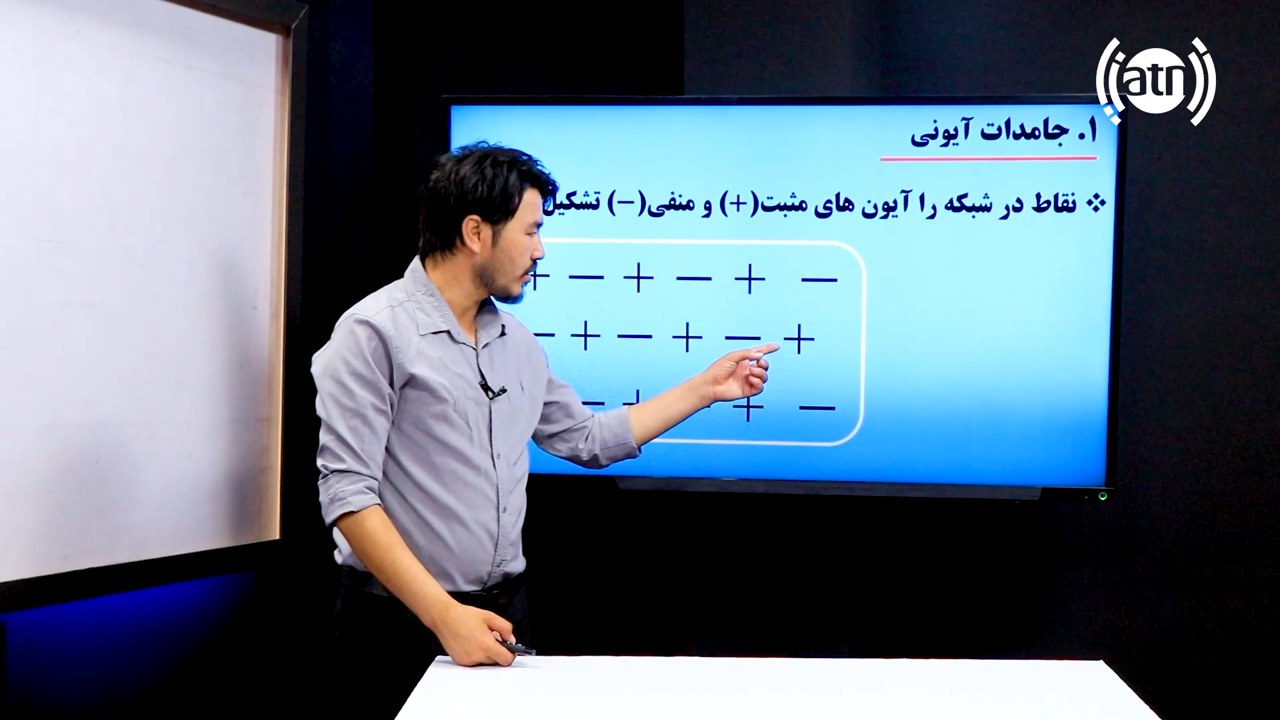 atn
۱. جامدات آیونی
❖ نقاط در شبکه را آیون های مثبت(+) و منفی(–) تشکیل
+ – + – + –
– + – + – +
– + + –